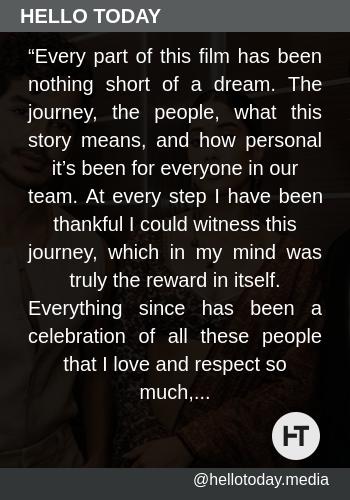 HELLO TODAY
“Every part of this film has been
nothing short of a dream. The
journey, the people, what this
story means, and how personal
it’s been for everyone in our
team. At every step I have been
thankful I could witness this
journey, which in my mind was
truly the reward in itself.
Everything since has been a
celebration of all these people
that I love and respect so
much,...
HT
@hellotoday.media